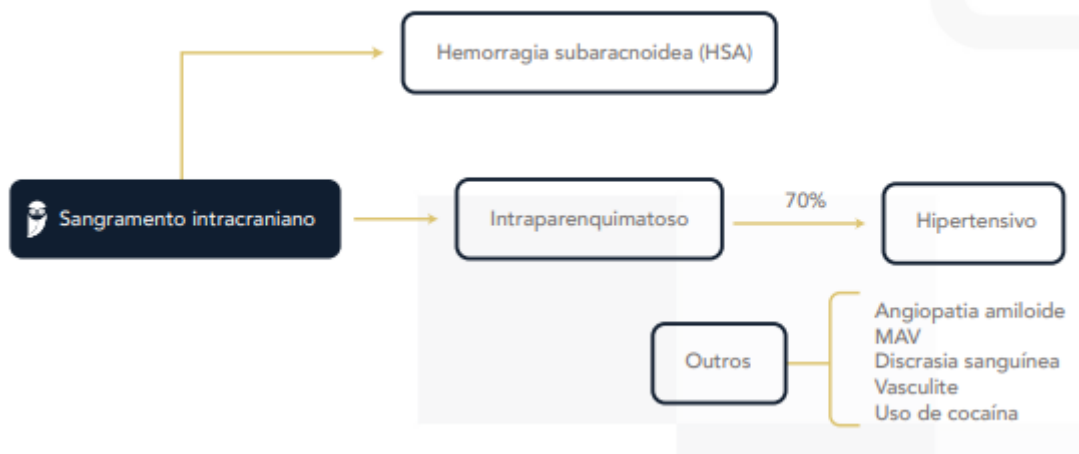 Hemorragia subaracnoidea (HSA)
Sangramento intracraniano
Intraparenquimatoso
70%
Hipertensivo
Outros
Angiopatia amiloide
MAV
Discrasia sanguínea
Vasculite
Uso de cocaína